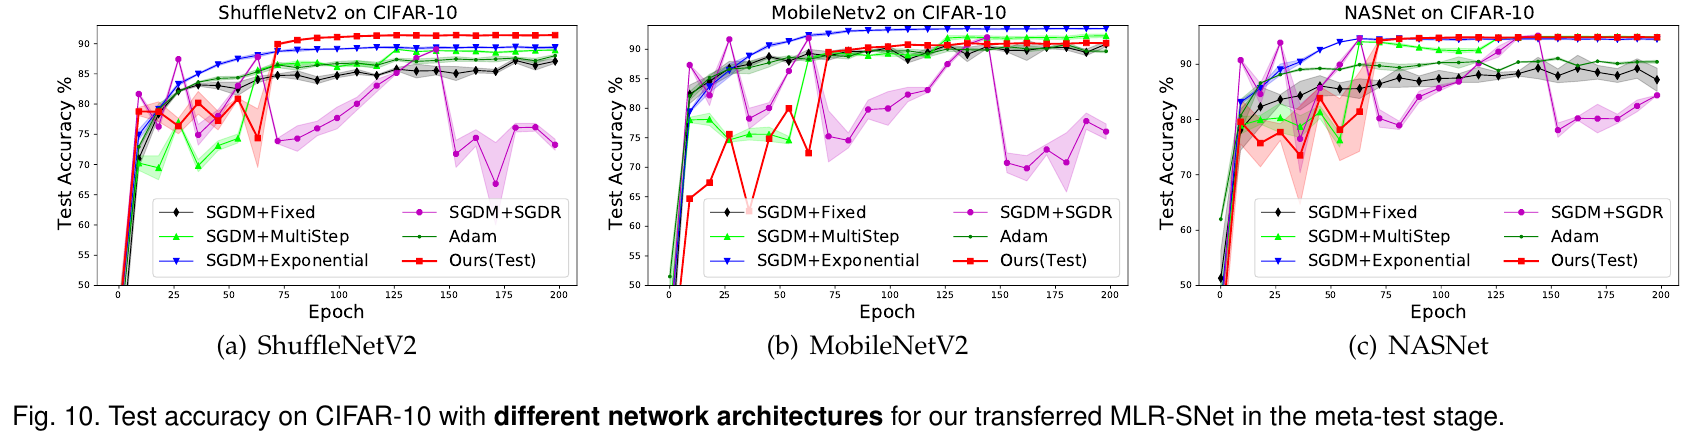 ShuffleNetv2 on CIFAR-10
Test Accuracy %
90
85
80
75
70
65
60
55
50
SGDM+Fixed
SGDM+MultiStep
SGDM+Exponential
SGDM+SGDR
Adam
Ours(Test)
0 25 50 75 100 125 150 175 200
Epoch
(a) ShuffleNetV2
MobileNetv2 on CIFAR-10
Test Accuracy %
90
85
80
75
70
65
60
55
50
SGDM+Fixed
SGDM+MultiStep
SGDM+Exponential
SGDM+SGDR
Adam
Ours(Test)
0 25 50 75 100 125 150 175 200
Epoch
(b) MobileNetV2
NASNet on CIFAR-10
Test Accuracy %
90
80
70
60
50
SGDM+Fixed
SGDM+MultiStep
SGDM+Exponential
SGDM+SGDR
Adam
Ours(Test)
0 25 50 75 100 125 150 175 200
Epoch
(c) NASNet
Fig. 10. Test accuracy on CIFAR-10 with different network architectures for our transferred MLR-SNet in the meta-test stage.